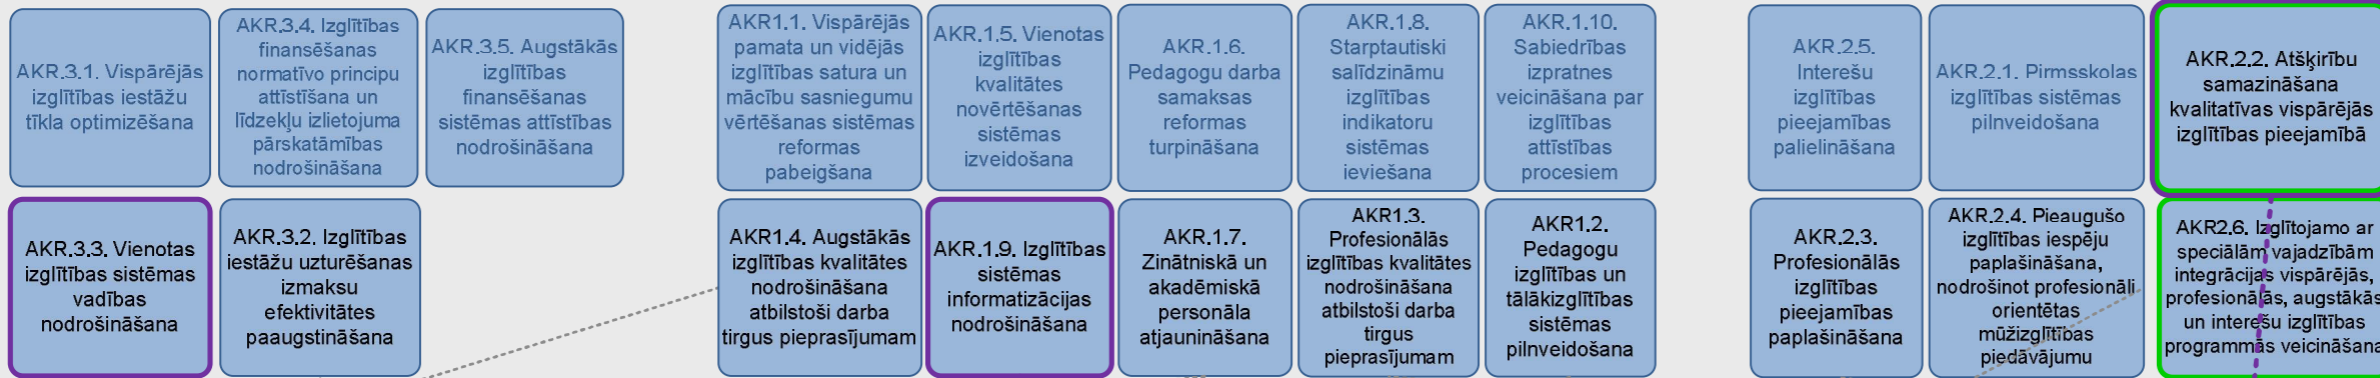 AKR.3.1. Vispārējās
izglītības iestāžu
tīkla optimizēšana
AKR.3.4. Izglītības
finansēšanas
normatīvo principu
attīstīšana un
līdzekļu izlietojuma
pārskatāmības
nodrošināšana
AKR.3.5. Augstākās
izglītības
finansēšanas
sistēmas attīstības
nodrošināšana
AKR1.1. Vispārējās
pamata un vidējās
izglītības satura un
mācību sasniegumu
vērtēšanas sistēmas
reformas
pabeigšana
AKR.1.5. Vienotas
izglītības
kvalitātes
novērtēšanas
sistēmas
izveidošana
AKR.1.6.
Pedagogu darba
samaksas
reformas
turpināšana
AKR.1.8.
Starptautiski
salīdzināmu
izglītības
indikatoru
sistēmas
ieviešana
AKR.1.10.
Sabiedrības
izpratnes
veicināšana par
izglītības
attīstības
procesiem
AKR.2.5.
Interešu
izglītības
pieejamības
palielināšana
AKR.2.1. Pirmsskolas
izglītības sistēmas
pilnveidošana
AKR.2.2. Atšķirību
samazināšana
kvalitatīvas vispārējās
izglītības pieejamībā
AKR.3.3. Vienotas
izglītības sistēmas
vadības
nodrošināšana
AKR.3.2. Izglītības
iestāžu uzturēšanas
izmaksu
efektivitātes
paaugstināšana
AKR1.4. Augstākās
izglītības kvalitātes
nodrošināšana
atbilstoši darba
tirgus pieprasījumam
AKR.1.9. Izglītības
sistēmas
informatizācijas
nodrošināšana
AKR.1.7.
Zinātniskā un
akadēmiskā
personāla
atjaunināšana
AKR1.3.
Profesionālās
izglītības kvalitātes
nodrošināšana
atbilstoši darba
tirgus
pieprasījumam
AKR1.2.
Pedagogu
izglītības un
tālākizglītības
sistēmas
pilnveidošana
AKR.2.3.
Profesionālās
izglītības
pieejamības
paplašināšana
AKR.2.4. Pieaugušo
izglītības iespēju
paplašināšana,
nodrošinot profesionāli
orientētas
mūžizglītības
piedāvājumu
AKR2.6. Izglītojamo ar
speciālām vajadzībām
integrācijas vispārējās,
profesionālās, augstākās
un interešu izglītības
programmās veicināšana